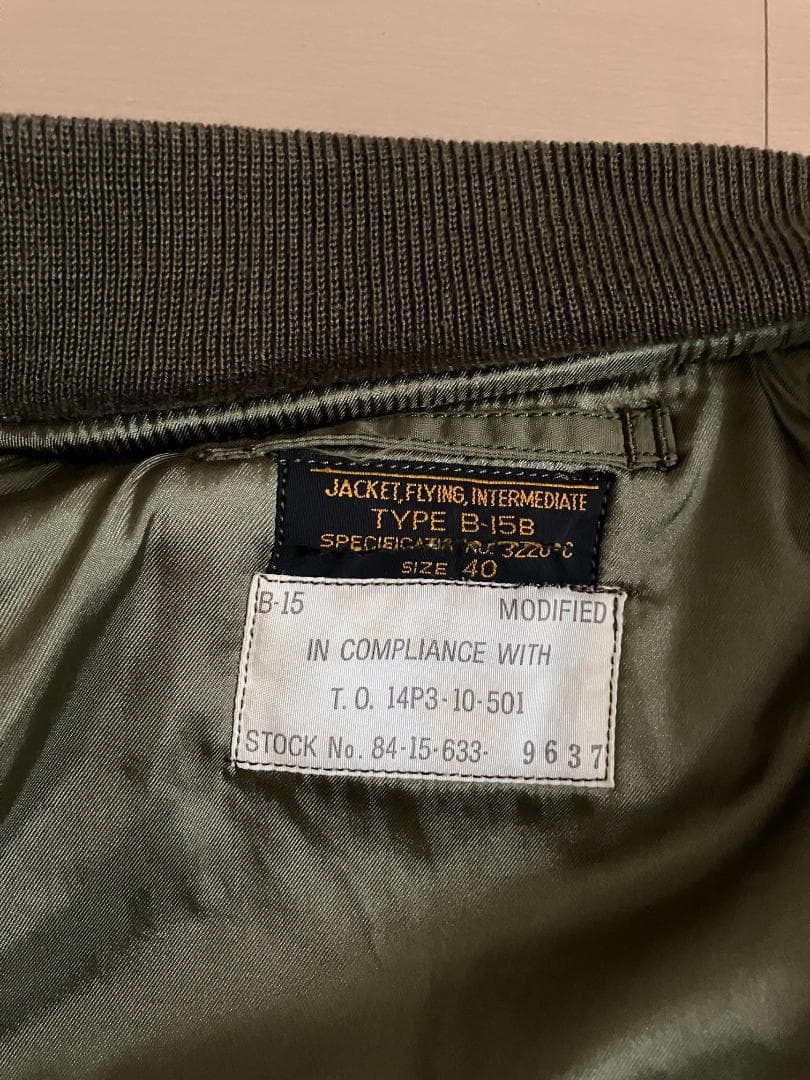 JACKET, FLYING, INTERMEDIATE
TYPE B-15B
SIZE 40
B-15 MODIFIED
IN COMPLIANCE WITH
T. O. 14P3-10-501
STOCK No. 84-15-633- 9637